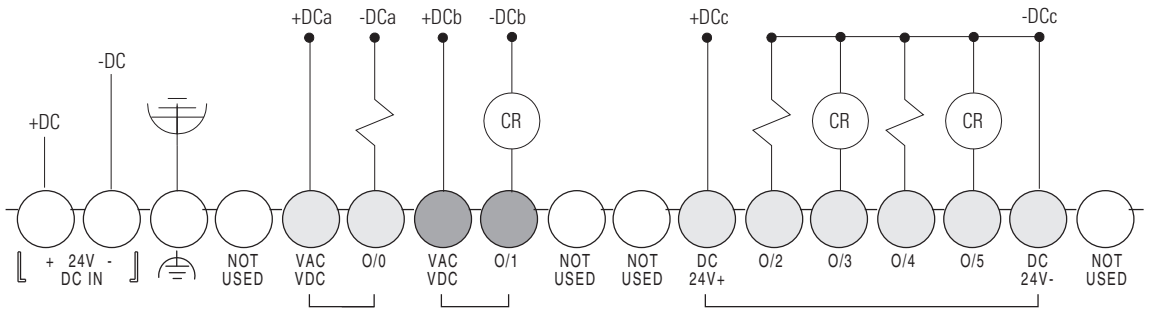 +DCa -DCa +DCb -DCb +DCc -DCc
-DC
+DC
CR CR CR
+ 24V - NOT VAC O/0 VAC O/1 NOT NOT DC O/2 O/3 O/4 O/5 DC NOT
DC IN USED VDC VDC USED USED 24V+ 24V- USED